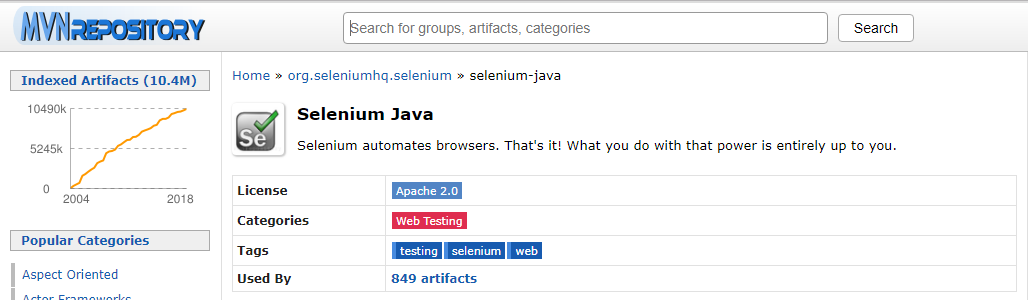 MVNREPOSITORY
Search for groups, artifacts, categories
Search
Indexed Artifacts (10.4M)
10490k
5245k
0
2004 2018
Popular Categories
Aspect Oriented
Actor Frameworks
Home » org.seleniumhq.selenium » selenium-java
Se
Selenium Java
Selenium automates browsers. That's it! What you do with that power is entirely up to you.
License Apache 2.0
Categories Web Testing
Tags testing selenium web
Used By 849 artifacts